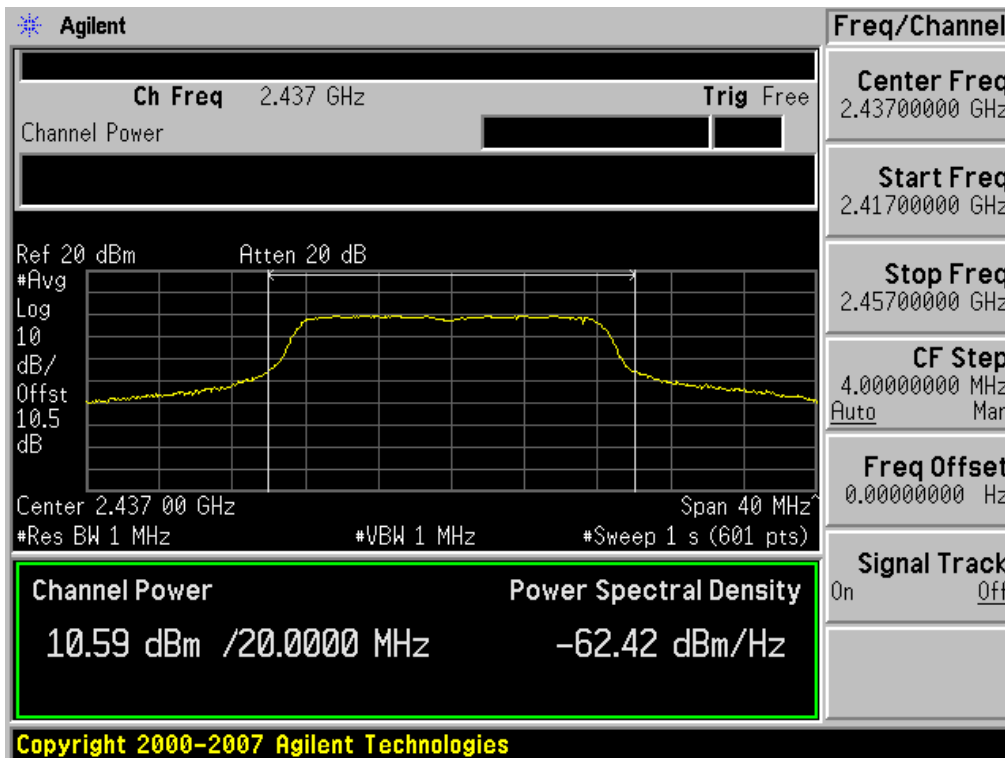 Agilent
Freq/Channel
Ch Freq 2.437 GHz Trig Free
Channel Power
Center Freq
2.43700000 GHz
Start Freq
2.41700000 GHz
Stop Freq
2.45700000 GHz
CF Step
4.00000000 MHz
Auto Man
Freq Offset
0.00000000 Hz
Signal Track
On Off
Ref 20 dBm Atten 20 dB
#Avg
Log
10
dB/
Offst
10.5
dB
Center 2.437 00 GHz Span 40 MHz^
#Res BW 1 MHz #VBW 1 MHz #Sweep 1 s (601 pts)
Channel Power Power Spectral Density
10.59 dBm /20.0000 MHz -62.42 dBm/Hz
Copyright 2000-2007 Agilent Technologies